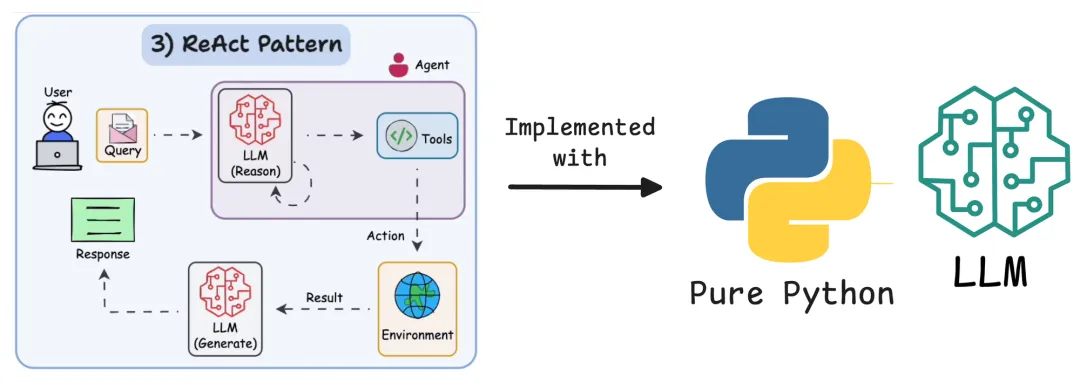 3) ReAct Pattern
Agent
User
Query
LLM
(Reason)
Tools
Action
Response
LLM
(Generate)
Result
Environment
Implemented
with
Pure Python
LLM